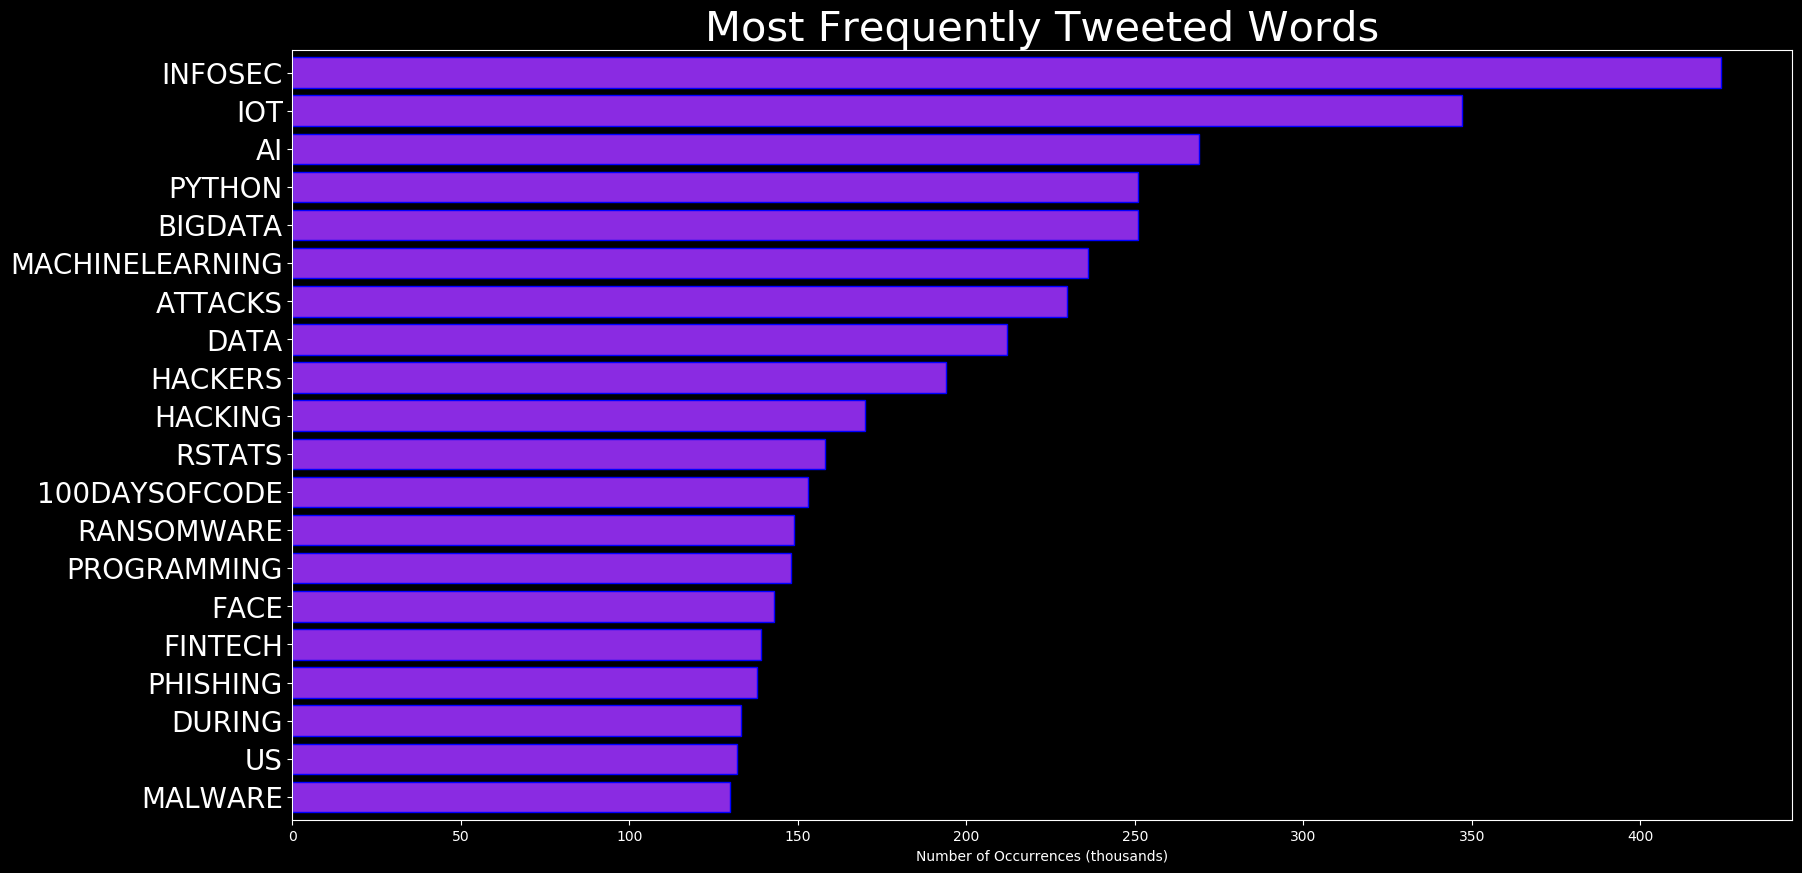 Most Frequently Tweeted Words
INFOSEC
IOT
AI
PYTHON
BIGDATA
MACHINELEARNING
ATTACKS
DATA
HACKERS
HACKING
RSTATS
100DAYSOFCODE
RANSOMWARE
PROGRAMMING
FACE
FINTECH
PHISHING
DURING
US
MALWARE
0 50 100 150 200 250 300 350 400
Number of Occurrences (thousands)